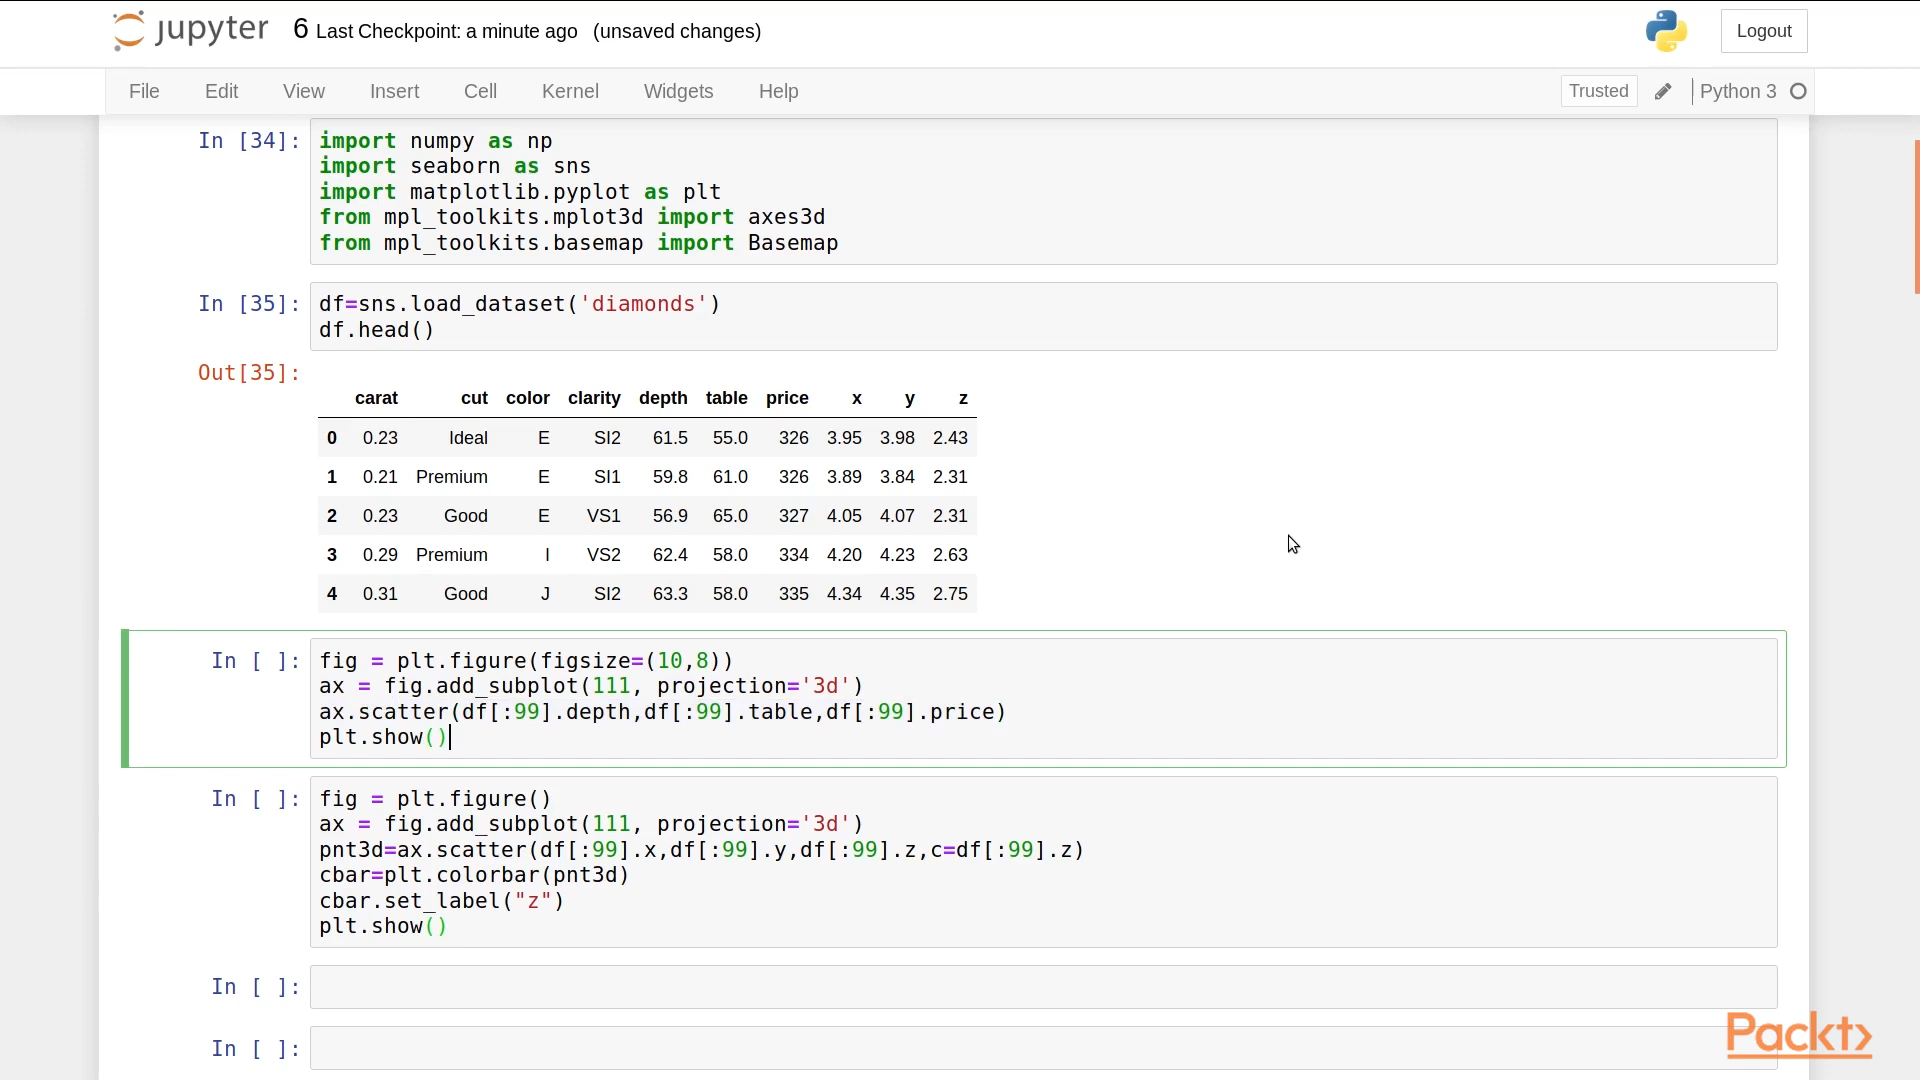 jupyter 6 Last Checkpoint: a minute ago (unsaved changes) Logout
File Edit View Insert Cell Kernel Widgets Help Trusted Python 3
In [34]: import numpy as np
import seaborn as sns
import matplotlib.pyplot as plt
from mpl_toolkits.mplot3d import axes3d
from mpl_toolkits.basemap import Basemap
In [35]: df=sns.load_dataset('diamonds')
df.head()
Out[35]:
carat cut color clarity depth table price x y z
0 0.23 Ideal E SI2 61.5 55.0 326 3.95 3.98 2.43
1 0.21 Premium E SI1 59.8 61.0 326 3.89 3.84 2.31
2 0.23 Good E VS1 56.9 65.0 327 4.05 4.07 2.31
3 0.29 Premium I VS2 62.4 58.0 334 4.20 4.23 2.63
4 0.31 Good J SI2 63.3 58.0 335 4.34 4.35 2.75
In [ ]: fig = plt.figure(figsize=(10,8))
ax = fig.add_subplot(111, projection='3d')
ax.scatter(df[:99].depth,df[:99].table,df[:99].price)
plt.show()
In [ ]: fig = plt.figure()
ax = fig.add_subplot(111, projection='3d')
pnt3d=ax.scatter(df[:99].x,df[:99].y,df[:99].z,c=df[:99].z)
cbar=plt.colorbar(pnt3d)
cbar.set_label("z")
plt.show()
In [ ]:
In [ ]:
Packt>